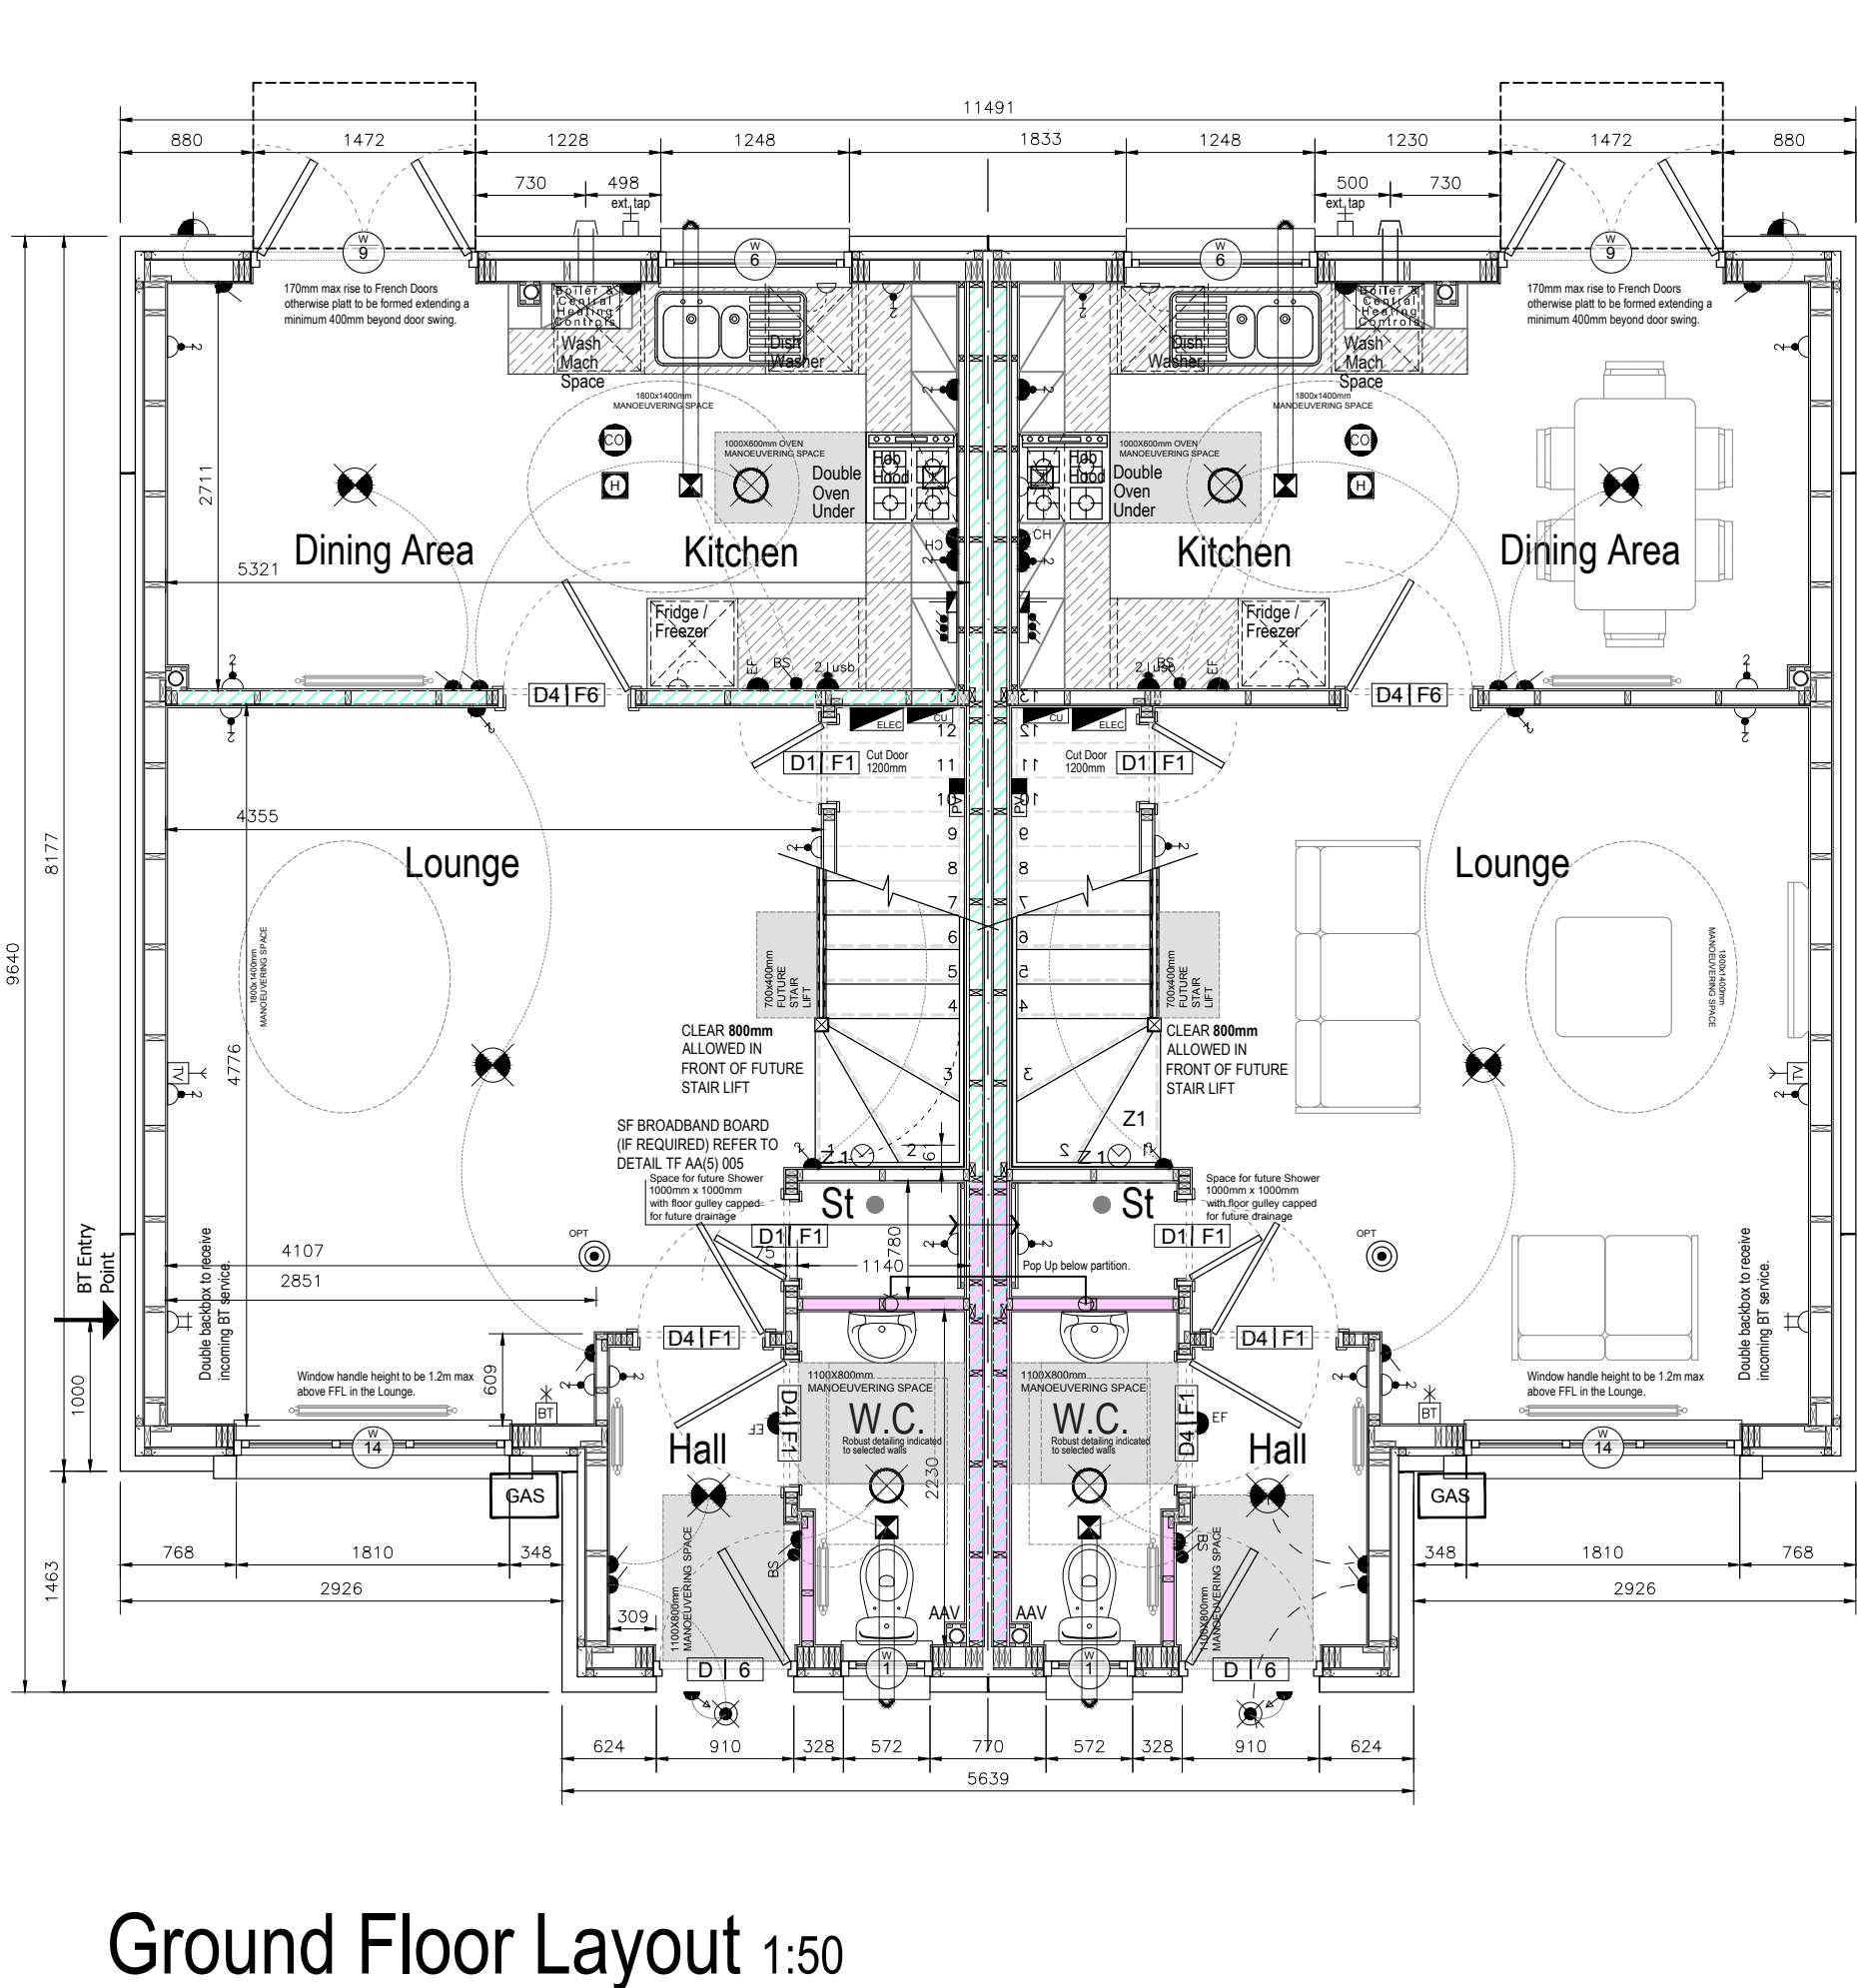 11491
880 1472 1228 1248 1833 1248 1230 1472 880
730 498 500 730
ext. tap ext. tap
W 9 W 6 W 6 W 9
170mm max rise to French Doors
otherwise platt to be formed extending a
minimum 400mm beyond door swing.
170mm max rise to French Doors
otherwise platt to be formed extending a
minimum 400mm beyond door swing.
Boiler &
Central
Heating
Controls
Boiler &
Central
Heating
Controls
Wash
Mach
Space
Dish
Washer
Dish
Washer
Wash
Mach
Space
1800x1400mm
MANOEUVERING SPACE
1800x1400mm
MANOEUVERING SPACE
CO CO
H H
1000X600mm OVEN
MANOEUVERING SPACE
1000X600mm OVEN
MANOEUVERING SPACE
Double
Oven
Under
Hob
Hood
Hob
Hood
Double
Oven
Under
2711
Dining Area Kitchen Kitchen Dining Area
CH CH
5321
Fridge /
Freezer
Fridge /
Freezer
EF BS 2 usb 2 usb BS EF
D4 F6 D4 F6
13 13
ELEC CU CU ELEC
12 12
D1 F1 Cut Door
1200mm
Cut Door
1200mm
D1 F1
11 11
10 10
PV PV
4355
9 9
8 8
7 7
6 6
5 5
4 4
3 3
2 2
1 1
Lounge Lounge
8177
9640
4776
1800x1400mm
MANOEUVERING SPACE
1800x1400mm
MANOEUVERING SPACE
700x400mm
FUTURE
STAIR
LIFT
700x400mm
FUTURE
STAIR
LIFT
CLEAR 800mm
ALLOWED IN
FRONT OF FUTURE
STAIR LIFT
CLEAR 800mm
ALLOWED IN
FRONT OF FUTURE
STAIR LIFT
TV TV
SF BROADBAND BOARD
(IF REQUIRED) REFER TO
DETAIL TF AA(5) 005
Z1 Z1 Z1
Space for future Shower
1000mm x 1000mm
with floor gulley capped
for future drainage
Space for future Shower
1000mm x 1000mm
with floor gulley capped
for future drainage
St St
D1 F1 D1 F1
OPT OPT
75
780
4107 1140
2851
Pop Up below partition.
BT Entry
Point
Double backbox to receive
incoming BT service.
Double backbox to receive
incoming BT service.
D4 F1 D4 F1
1000
609
Window handle height to be 1.2m max
above FFL in the Lounge.
Window handle height to be 1.2m max
above FFL in the Lounge.
BT BT
1100X800mm
MANOEUVERING SPACE
1100X800mm
MANOEUVERING SPACE
D4 F1 D4 F1
EF EF
W.C. W.C.
Robust detailing indicated
to selected walls
Robust detailing indicated
to selected walls
Hall Hall
W 14 W 14
2230
GAS GAS
1463
768 1810 348 348 1810 768
2926 2926
309
BS BS
1100X800mm
MANOEUVERING SPACE
1100X800mm
MANOEUVERING SPACE
AAV AAV
D 6 W 1 W 1 D 6
624 910 328 572 770 572 328 910 624
5639
Ground Floor Layout 1:50